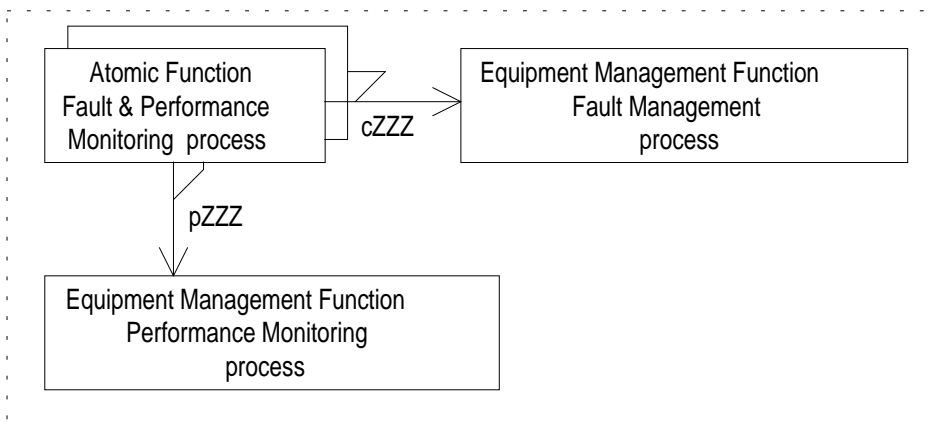 Atomic Function
Fault & Performance
Monitoring process
cZZZ
Equipment Management Function
Fault Management
process
pZZZ
Equipment Management Function
Performance Monitoring
process